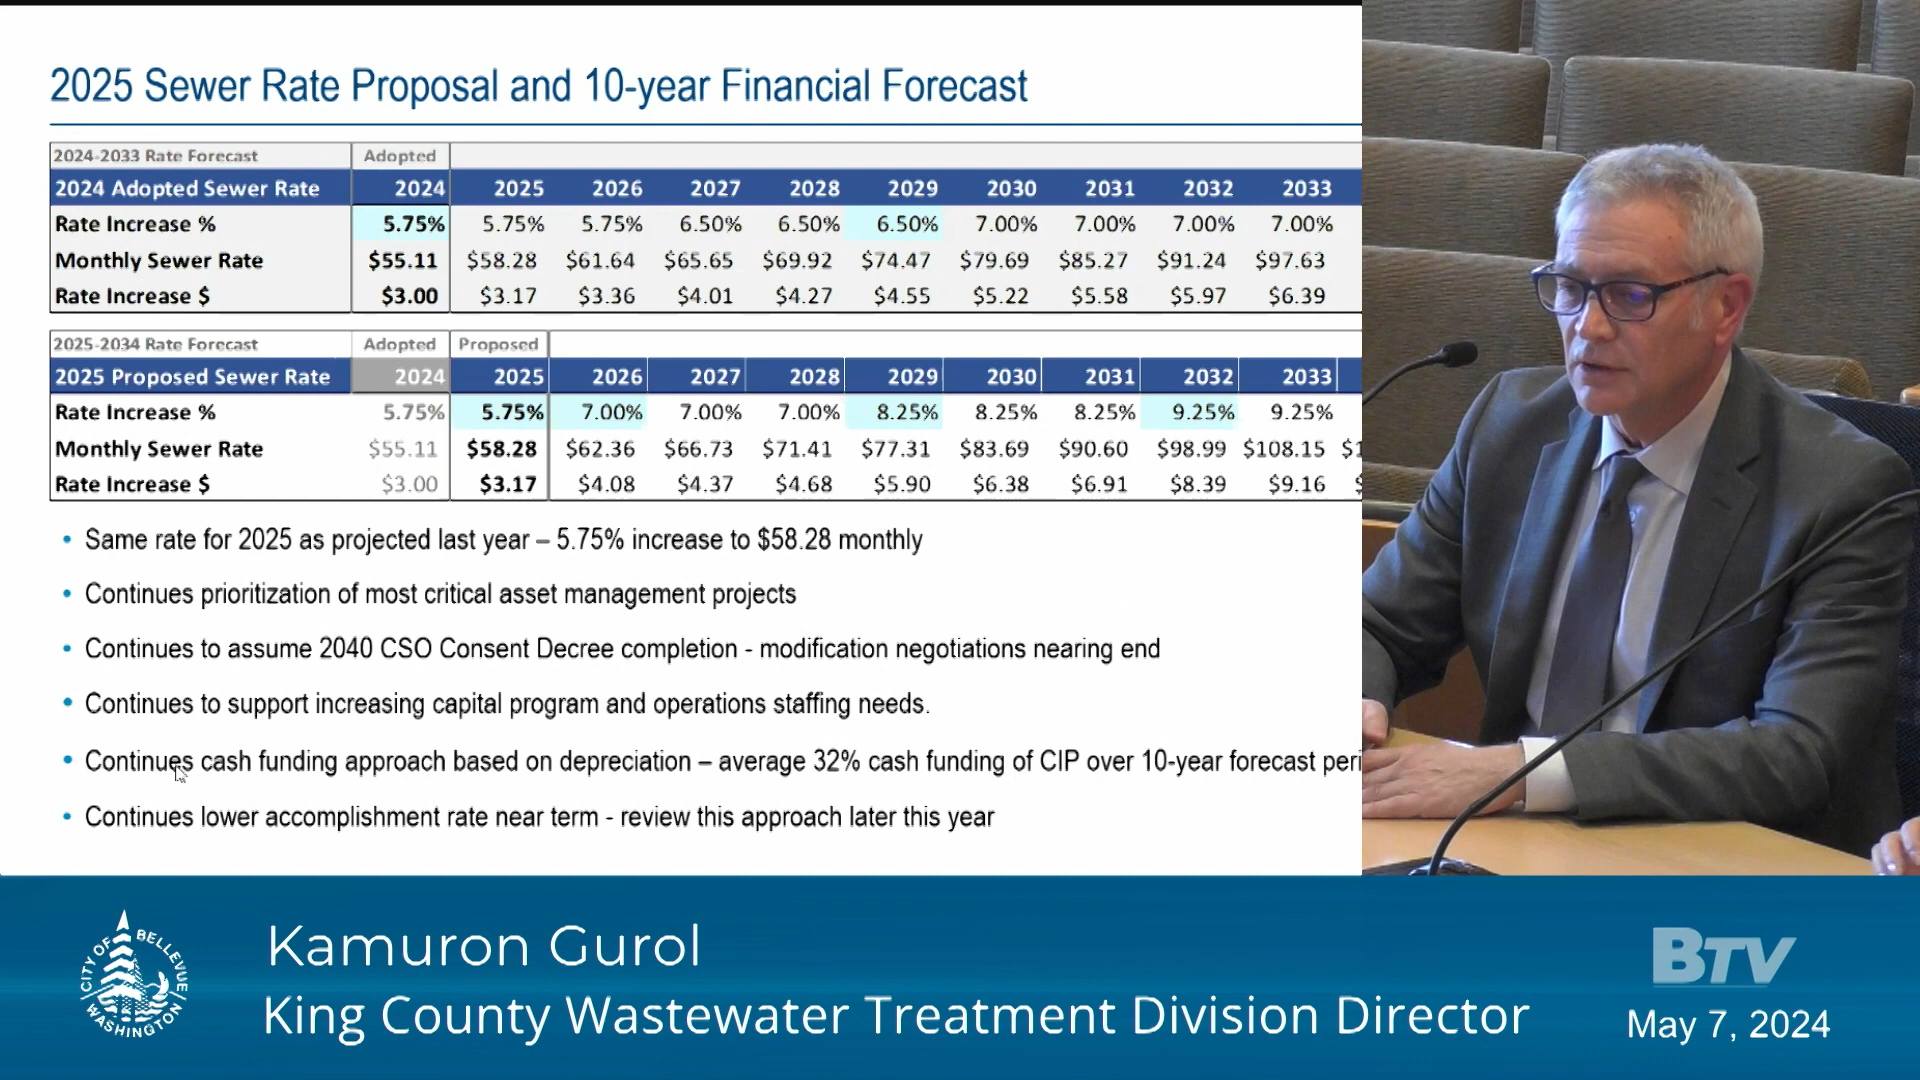 2025 Sewer Rate Proposal and 10-year Financial Forecast
2024-2033 Rate Forecast Adopted
2024 Adopted Sewer Rate 2024 2025 2026 2027 2028 2029 2030 2031 2032 2033
Rate Increase % 5.75% 5.75% 5.75% 6.50% 6.50% 6.50% 7.00% 7.00% 7.00% 7.00%
Monthly Sewer Rate $55.11 $58.28 $61.64 $65.65 $69.92 $74.47 $79.69 $85.27 $91.24 $97.63
Rate Increase $ $3.00 $3.17 $3.36 $4.01 $4.27 $4.55 $5.22 $5.58 $5.97 $6.39
2025-2034 Rate Forecast Adopted Proposed
2025 Proposed Sewer Rate 2024 2025 2026 2027 2028 2029 2030 2031 2032 2033
Rate Increase % 5.75% 5.75% 7.00% 7.00% 7.00% 8.25% 8.25% 8.25% 9.25% 9.25%
Monthly Sewer Rate $55.11 $58.28 $62.36 $66.73 $71.41 $77.31 $83.69 $90.60 $98.99 $108.15 $1
Rate Increase $ $3.00 $3.17 $4.08 $4.37 $4.68 $5.90 $6.38 $6.91 $8.39 $9.16 $
• Same rate for 2025 as projected last year – 5.75% increase to $58.28 monthly
• Continues prioritization of most critical asset management projects
• Continues to assume 2040 CSO Consent Decree completion - modification negotiations nearing end
• Continues to support increasing capital program and operations staffing needs.
• Continues cash funding approach based on depreciation – average 32% cash funding of CIP over 10-year forecast peri
• Continues lower accomplishment rate near term - review this approach later this year
CITY OF BELLEVUE
WASHINGTON
Kamuron Gurol
King County Wastewater Treatment Division Director
BTV
May 7, 2024